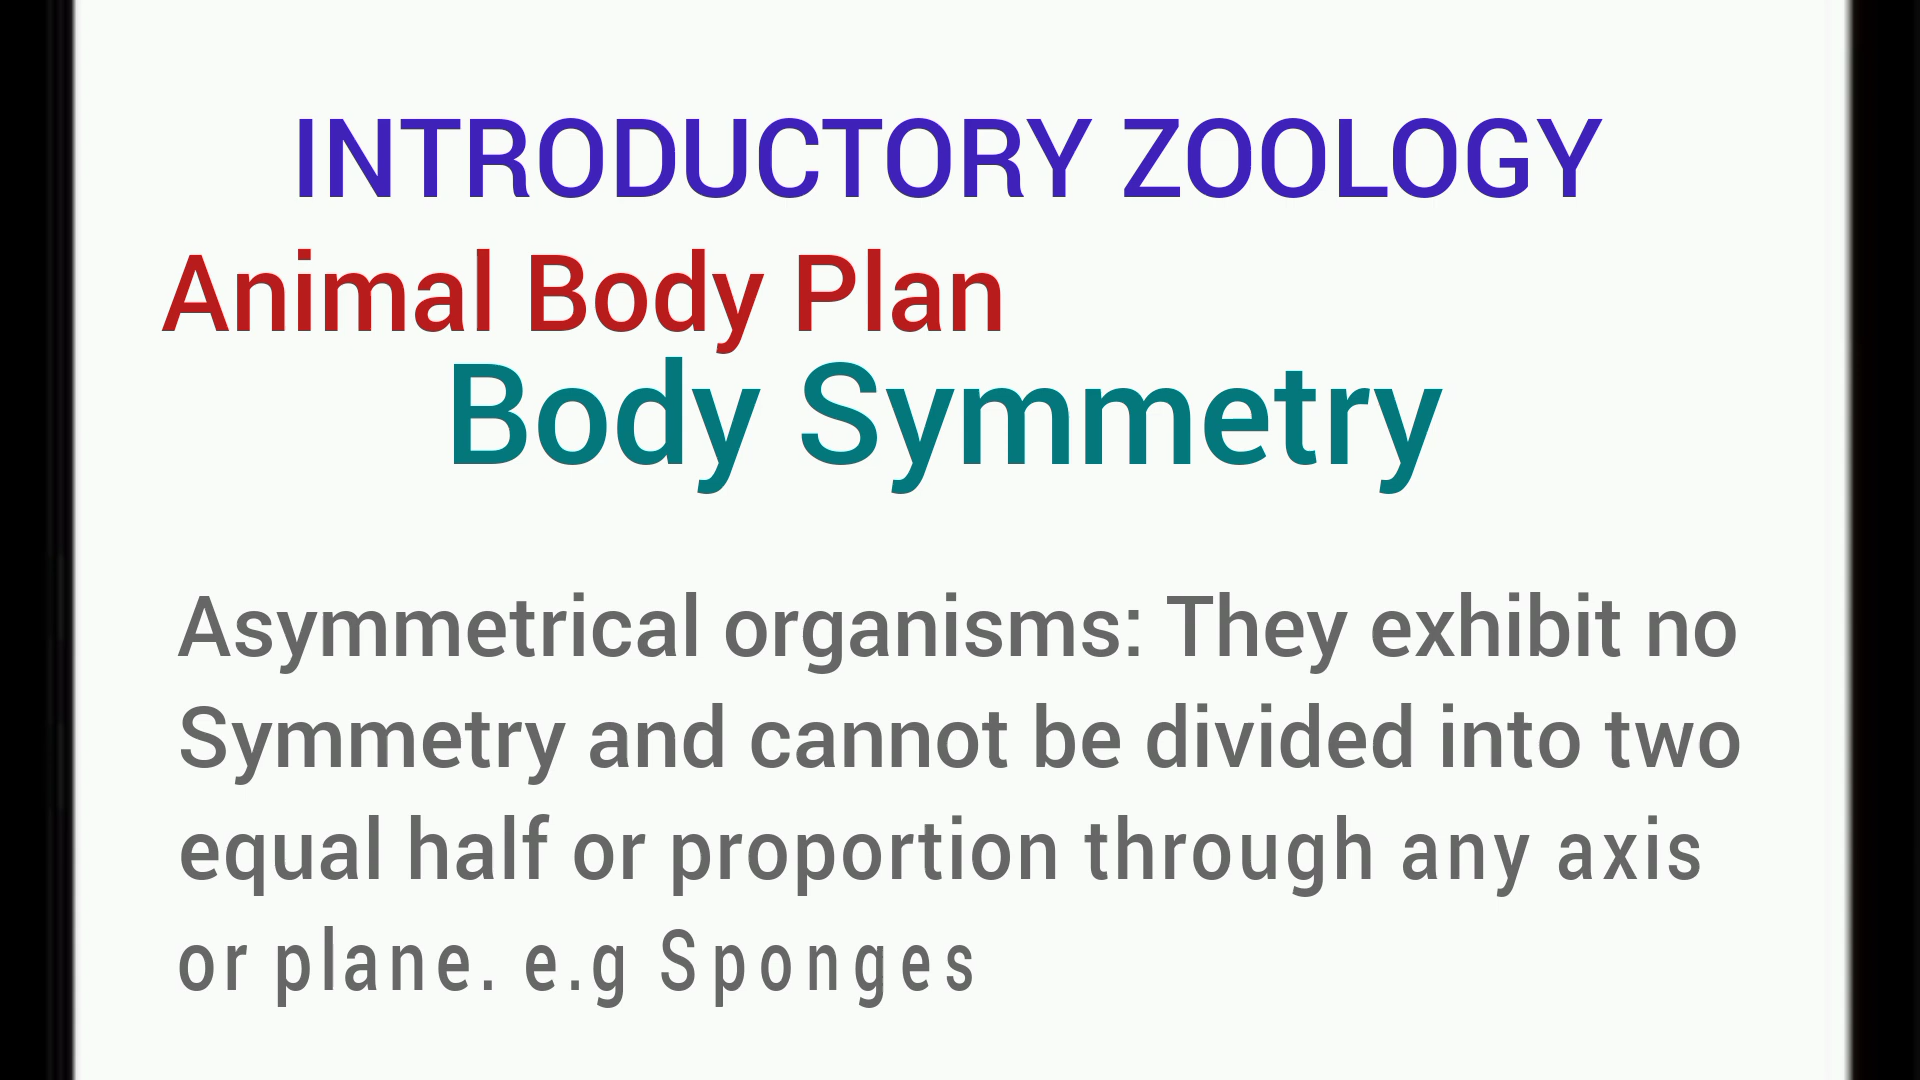 INTRODUCTORY ZOOLOGY
Animal Body Plan
Body Symmetry
Asymmetrical organisms: They exhibit no
Symmetry and cannot be divided into two
equal half or proportion through any axis
or plane. e.g Sponges